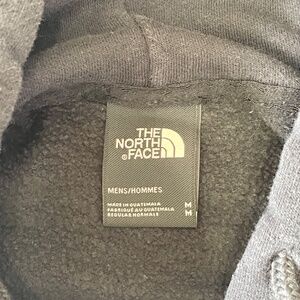 THE
NORTH
®FACE
MENS/HOMMES
MADE IN GUATEMALA M
FABRIQUÉ AU GUATEMALA M
REGULAR NORMALE